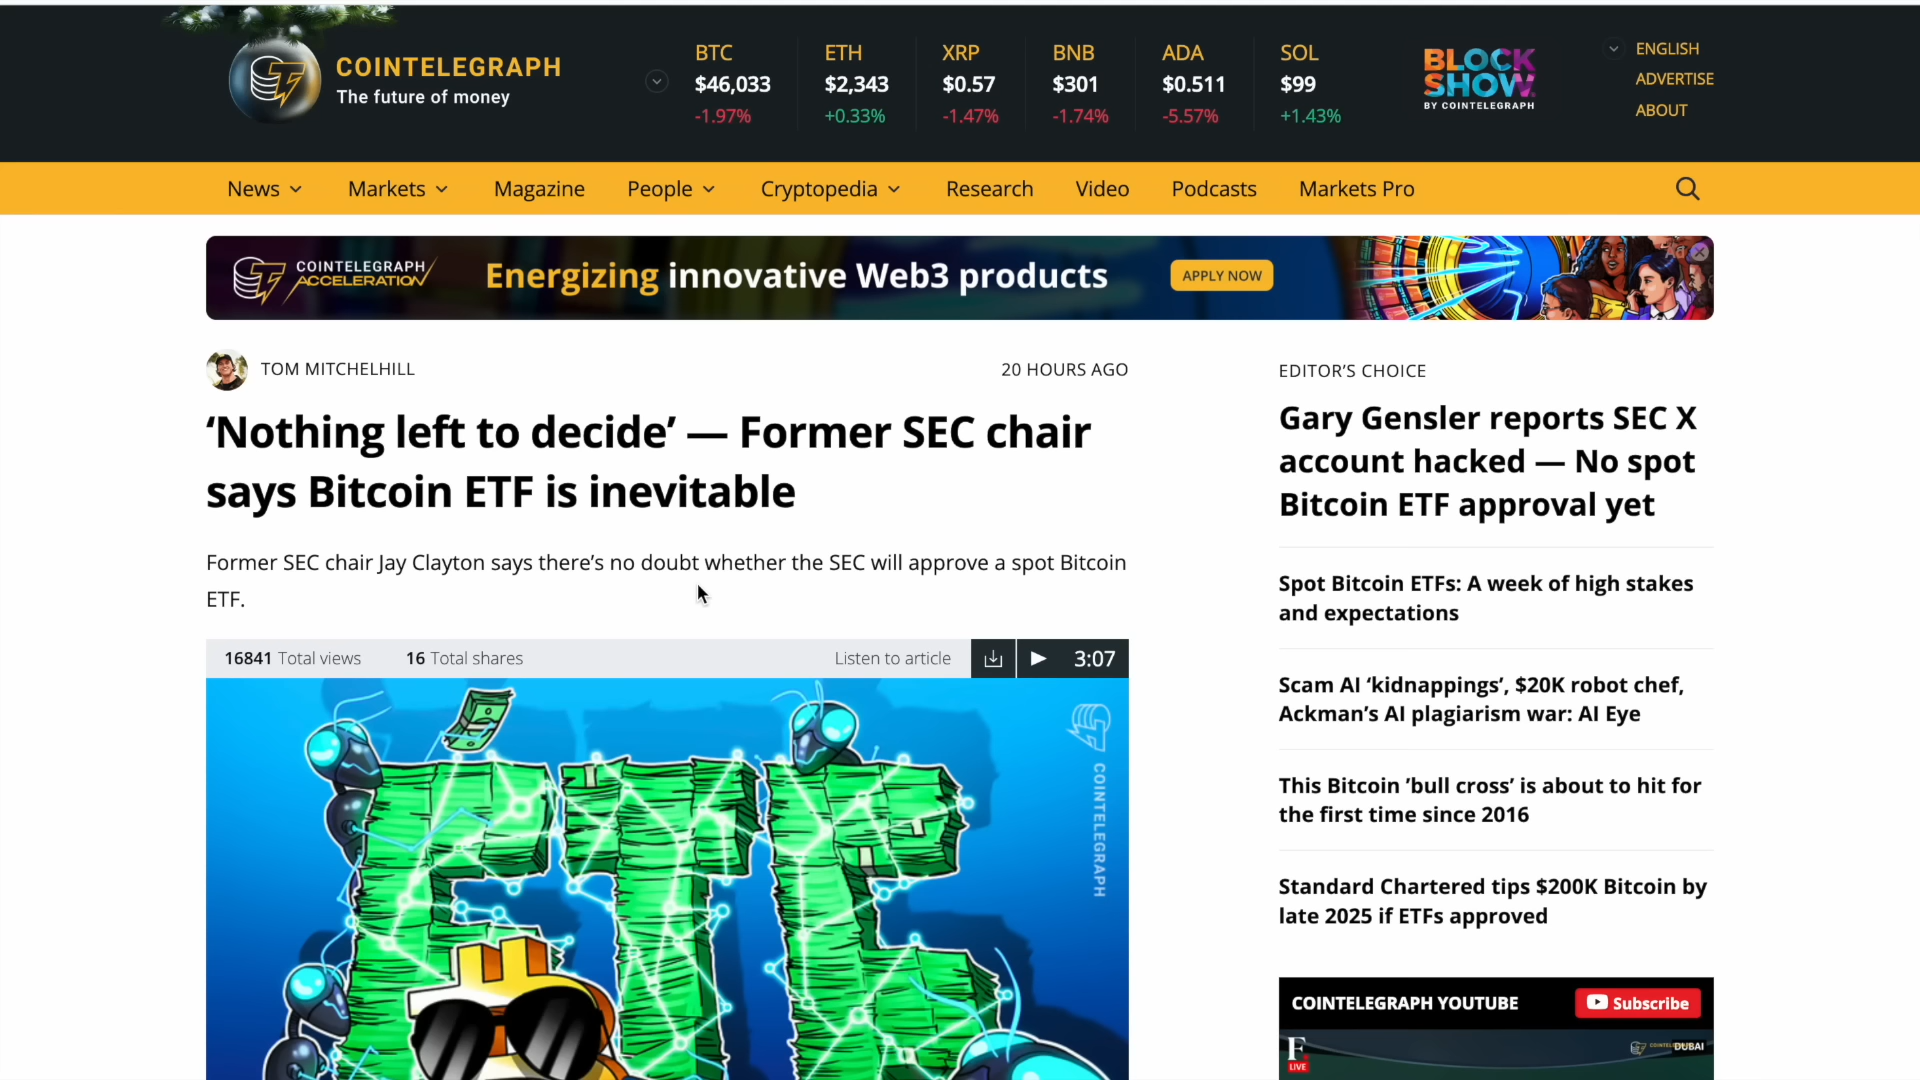 COINTELEGRAPH
The future of money
BTC
$46,033
-1.97%
ETH
$2,343
+0.33%
XRP
$0.57
-1.47%
BNB
$301
-1.74%
ADA
$0.511
-5.57%
SOL
$99
+1.43%
BLOCK
SHOW
BY COINTELEGRAPH
ENGLISH
ADVERTISE
ABOUT
News
Markets
Magazine
People
Cryptopedia
Research
Video
Podcasts
Markets Pro
COINTELEGRAPH
ACCELERATION
Energizing innovative Web3 products
APPLY NOW
TOM MITCHELHILL
20 HOURS AGO
‘Nothing left to decide’ — Former SEC chair
says Bitcoin ETF is inevitable
Former SEC chair Jay Clayton says there’s no doubt whether the SEC will approve a spot Bitcoin
ETF.
16841 Total views
16 Total shares
Listen to article
3:07
ETF
COINTELEGRAPH
EDITOR’S CHOICE
Gary Gensler reports SEC X
account hacked — No spot
Bitcoin ETF approval yet
Spot Bitcoin ETFs: A week of high stakes
and expectations
Scam AI ‘kidnappings’, $20K robot chef,
Ackman’s AI plagiarism war: AI Eye
This Bitcoin ’bull cross’ is about to hit for
the first time since 2016
Standard Chartered tips $200K Bitcoin by
late 2025 if ETFs approved
COINTELEGRAPH YOUTUBE
Subscribe
F
LIVE
DUBAI